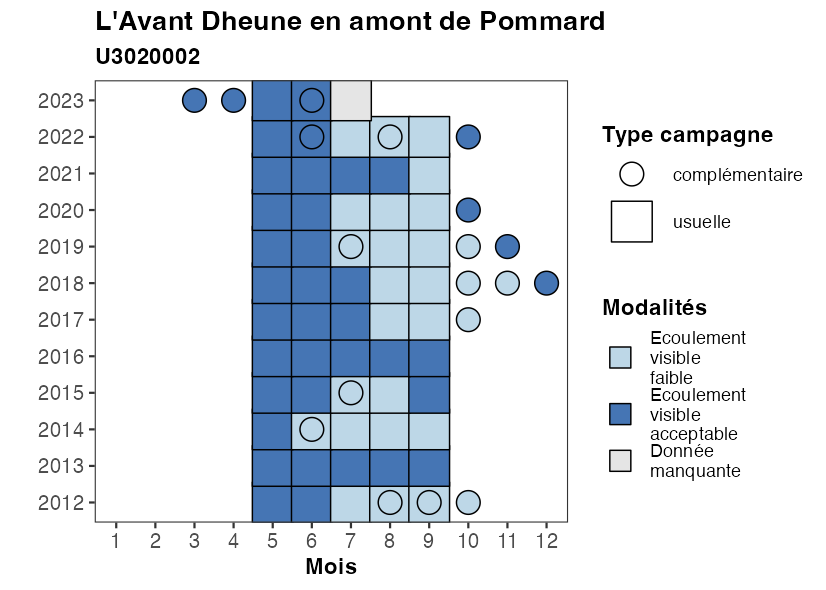 L'Avant Dheune en amont de Pommard
U3020002
2023
2022
2021
2020
2019
2018
2017
2016
2015
2014
2013
2012
1 2 3 4 5 6 7 8 9 10 11 12
Mois
Type campagne
complémentaire
usuelle
Modalités
Ecoulement
visible
faible
Ecoulement
visible
acceptable
Donnée
manquante